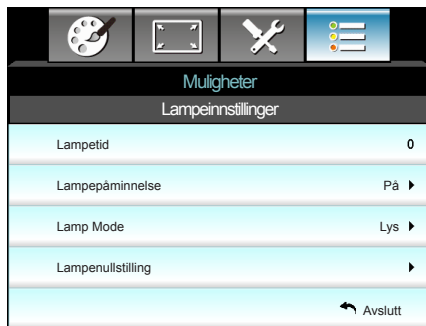 Muligheter
Lampeinnstillinger
Lampetid 0
Lampepåminnelse På
Lamp Mode Lys
Lampenullstilling
Avslutt